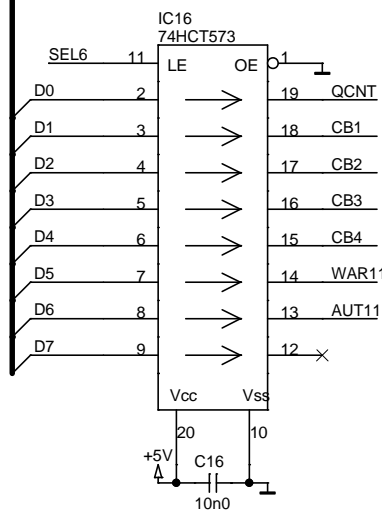 IC16
74HCT573
SEL6 11 LE OE 1
D0 2 19 QCNT
D1 3 18 CB1
D2 4 17 CB2
D3 5 16 CB3
D4 6 15 CB4
D5 7 14 WAR11
D6 8 13 AUT11
D7 9 12
Vcc Vss
20 10
+5V C16
10n0